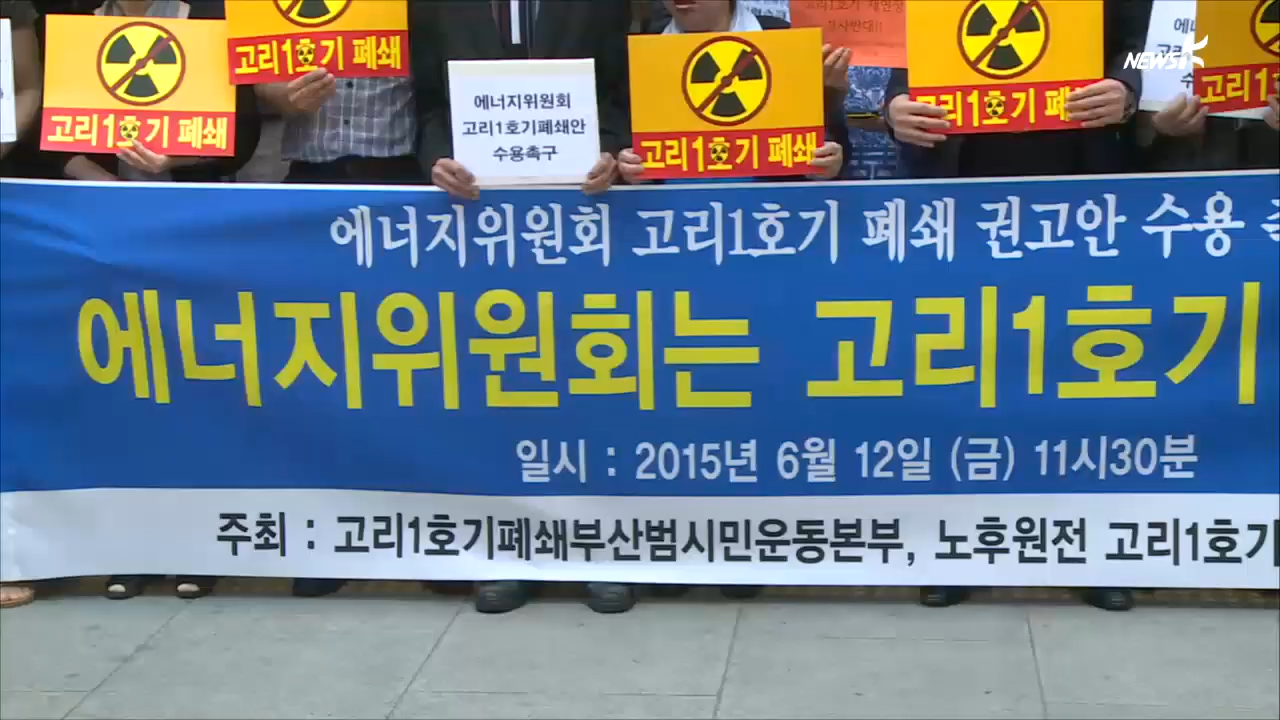 고리1호기 폐쇄
고리1호기 폐쇄
에너지위원회
고리1호기폐쇄안
수용촉구
고리1호기 폐쇄
고리1호기 폐
고리1
NEWS
에너지위원회 고리1호기 폐쇄 권고안 수용
에너지위원회는 고리1호기
일시 : 2015년 6월 12일 (금) 11시30분
주최 : 고리1호기폐쇄부산범시민운동본부, 노후원전 고리1호기